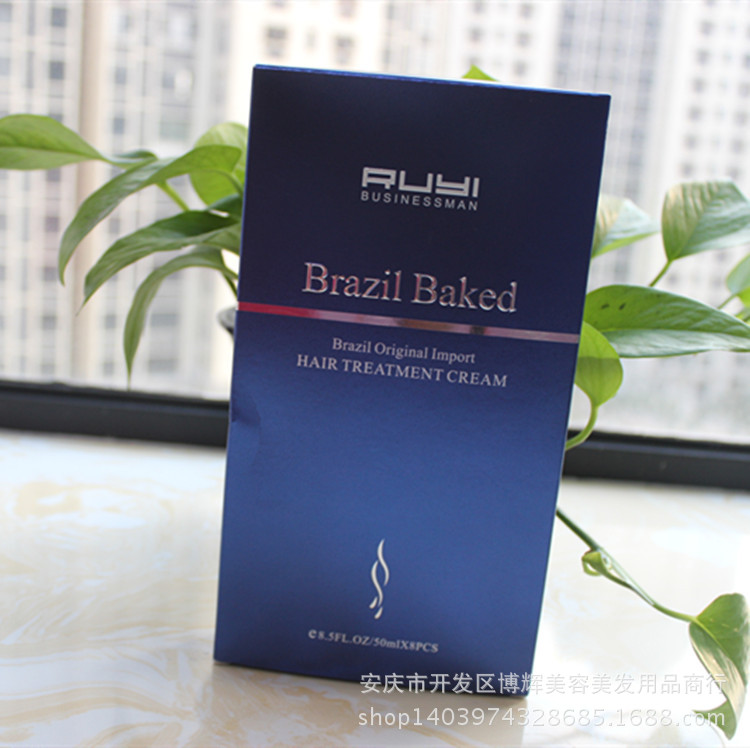 RUYI
BUSINESSMAN
Brazil Baked
Brazil Original Import
HAIR TREATMENT CREAM
e8.5FL.OZ/50mlX8PCS
安庆市开发区博辉美容美发用品商行
shop1403974328685.1688.com